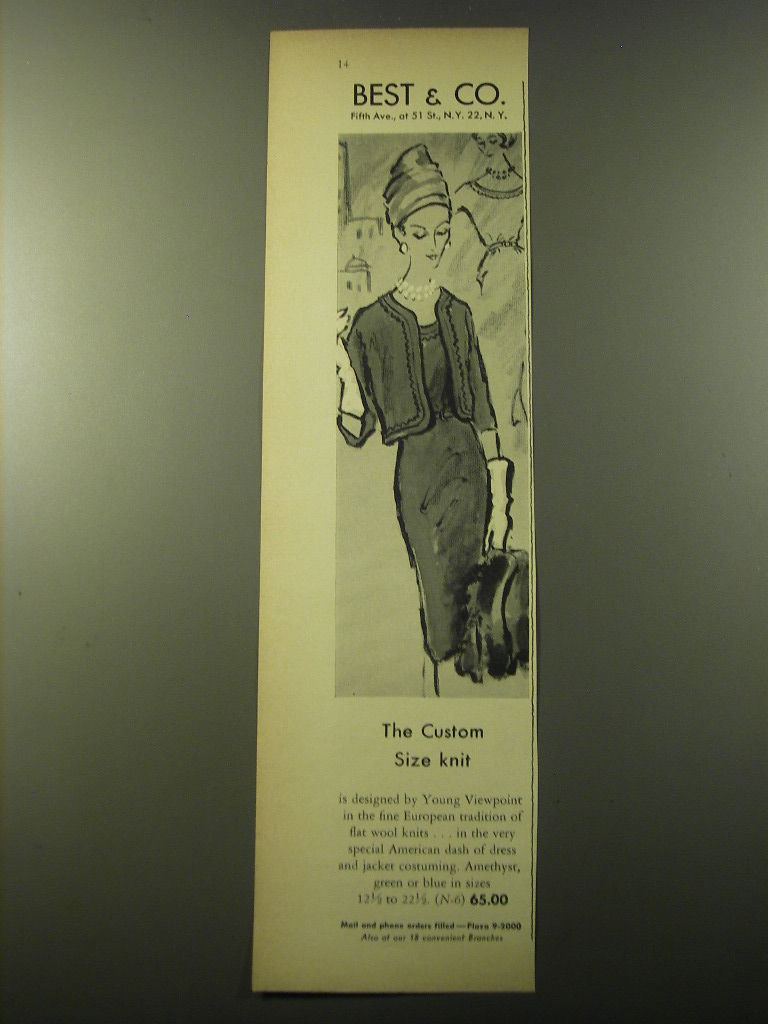 14
BEST & CO.
Fifth Ave., at 51 St., N.Y. 22, N. Y.
The Custom
Size knit
is designed by Young Viewpoint
in the fine European tradition of
flat wool knits . . . in the very
special American dash of dress
and jacket costuming. Amethyst,
green or blue in sizes
12½ to 22½. (N-6) 65.00
Mail and phone orders filled—Plaza 9-2000
Also at our 18 convenient Branches